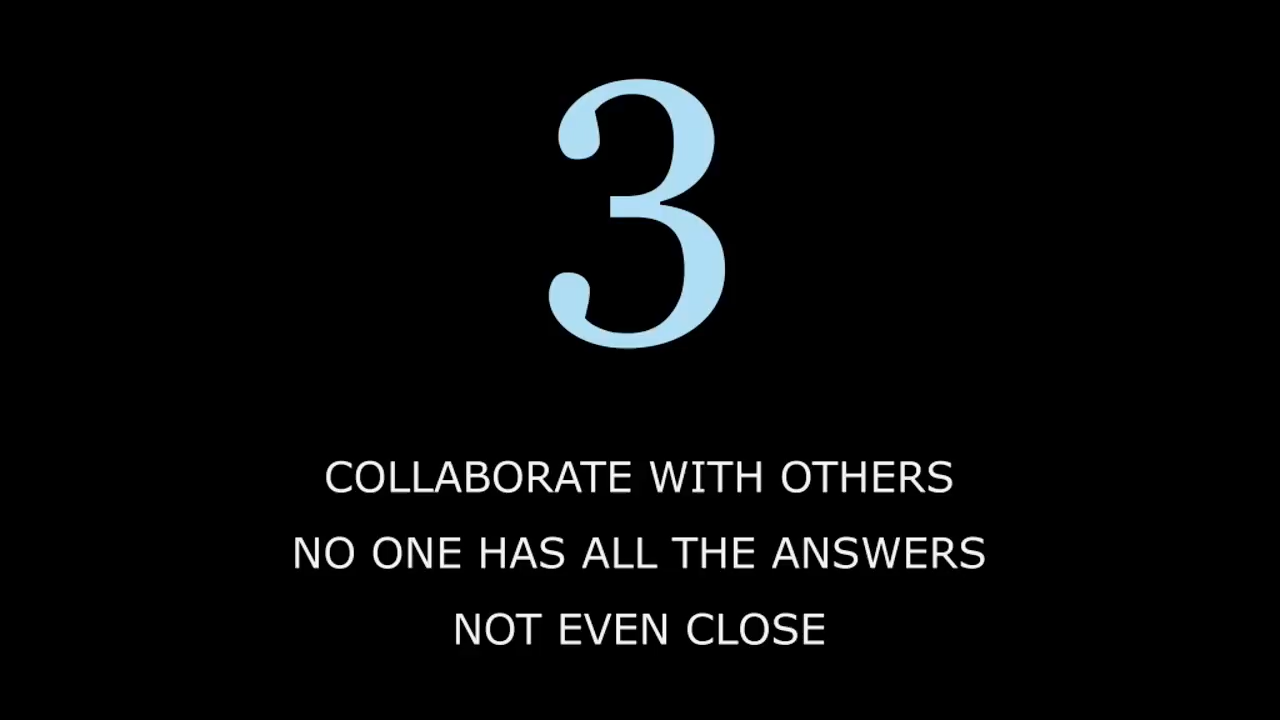 3
COLLABORATE WITH OTHERS
NO ONE HAS ALL THE ANSWERS
NOT EVEN CLOSE